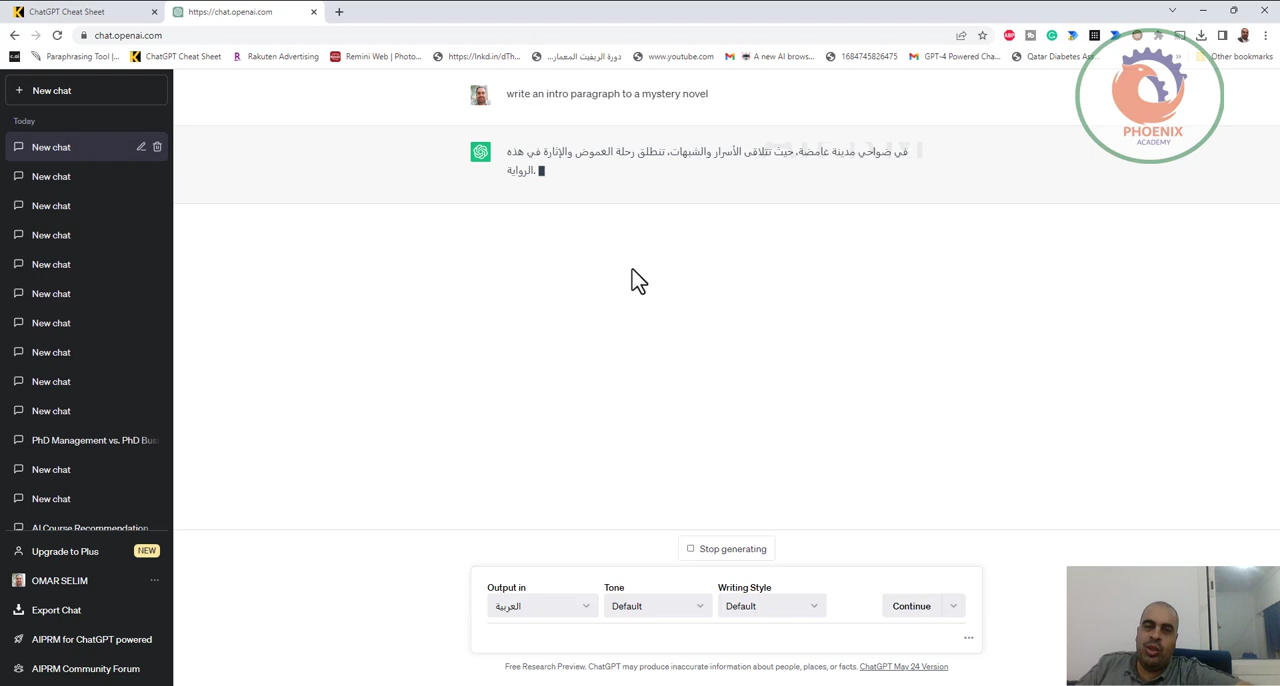 ChatGPT Cheat Sheet
https://chat.openai.com
chat.openai.com
Paraphrasing Tool |...
ChatGPT Cheat Sheet
Rakuten Advertising
Remini Web | Photo...
https://lnkd.in/dTh...
دورة الريفيت المعمار...
www.youtube.com
A new AI brows...
1684745826475
GPT-4 Powered Cha...
Qatar Diabetes As...
Other bookmarks
PHOENIX
ACADEMY
New chat
Today
New chat
New chat
New chat
New chat
New chat
New chat
New chat
New chat
New chat
New chat
PhD Management vs. PhD Bus
New chat
New chat
AI Course Recommendation
Upgrade to Plus
NEW
OMAR SELIM
Export Chat
AIPRM for ChatGPT powered
AIPRM Community Forum
write an intro paragraph to a mystery novel
في ضواحي مدينة غامضة، حيث تتلاقى الأسرار والشبهات، تنطلق رحلة الغموض والإثارة في هذه
الرواية.
Stop generating
Output in
Tone
Writing Style
العربية
Default
Default
Continue
Free Research Preview. ChatGPT may produce inaccurate information about people, places, or facts. ChatGPT May 24 Version